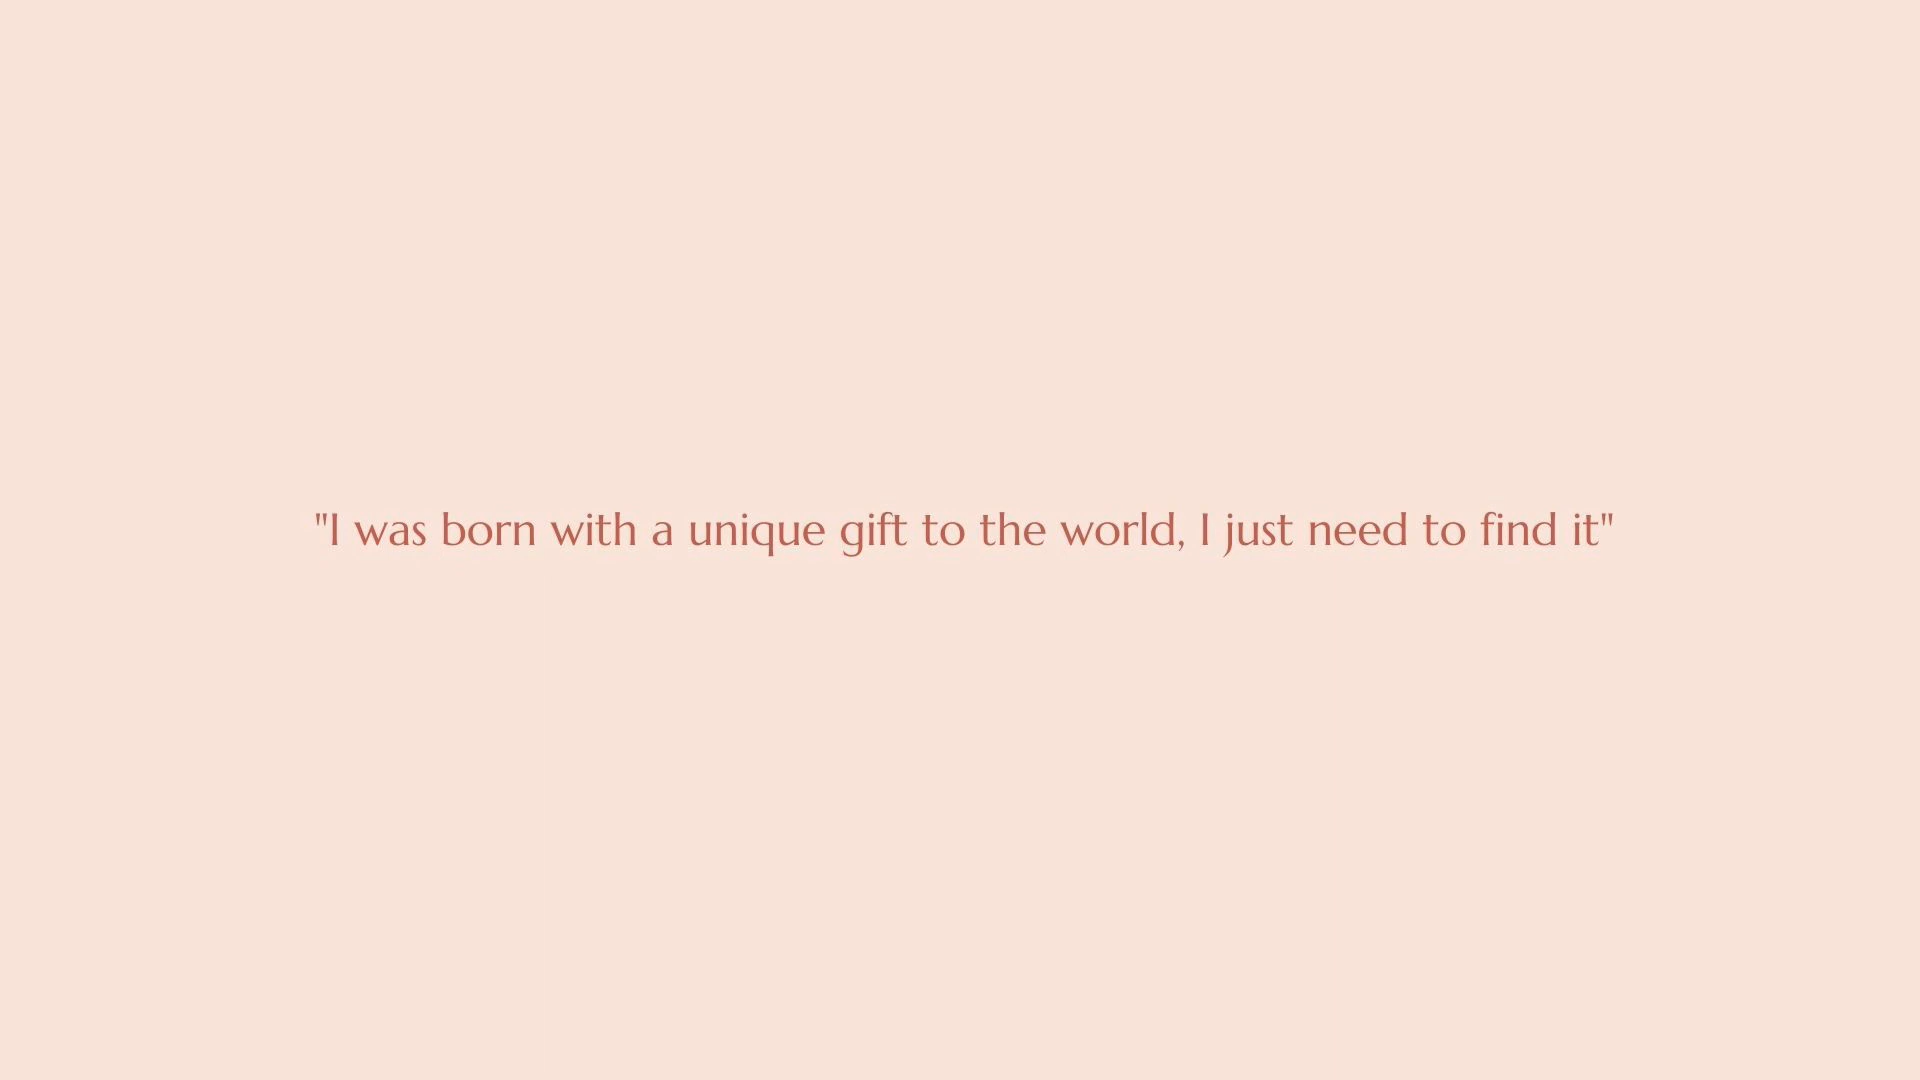 "I was born with a unique gift to the world, I just need to find it"